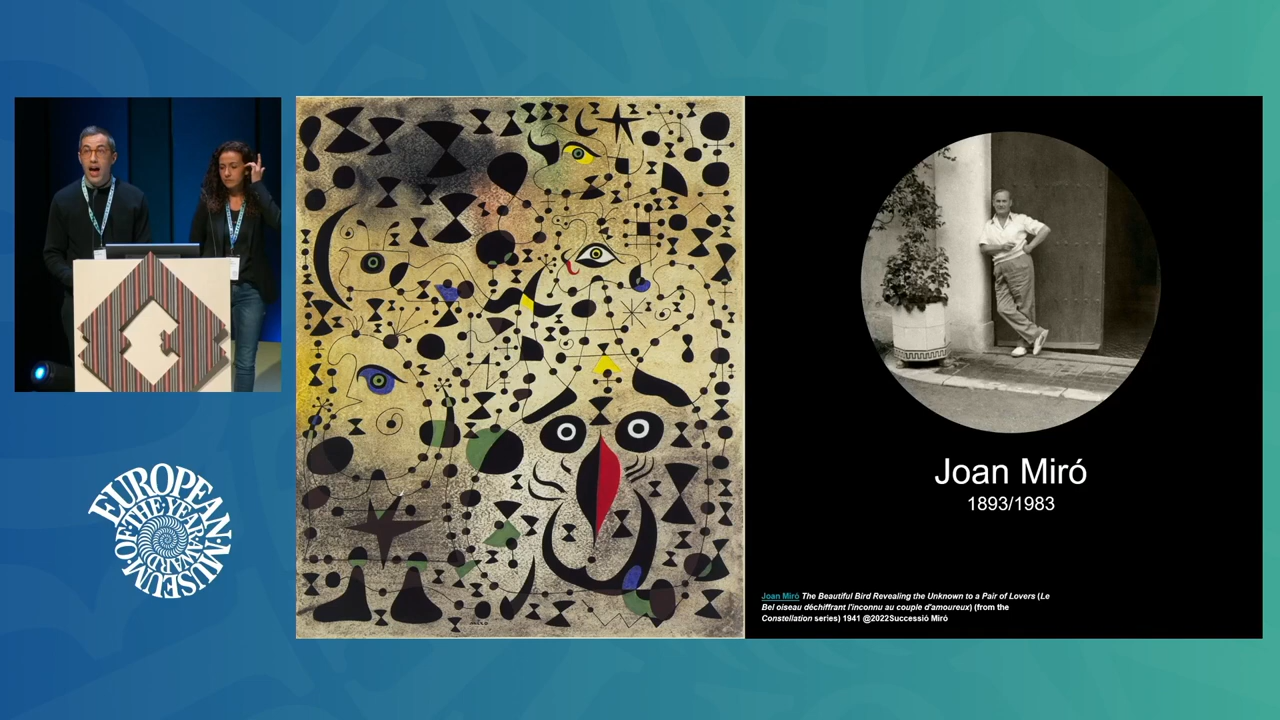 EUROPEAN MUSEUM
OF THE YEAR AWARD
Joan Miró
1893/1983
Joan Miró The Beautiful Bird Revealing the Unknown to a Pair of Lovers (Le
Bel oiseau déchiffrant l'inconnu au couple d'amoureux) (from the
Constellation series) 1941 @2022Successió Miró